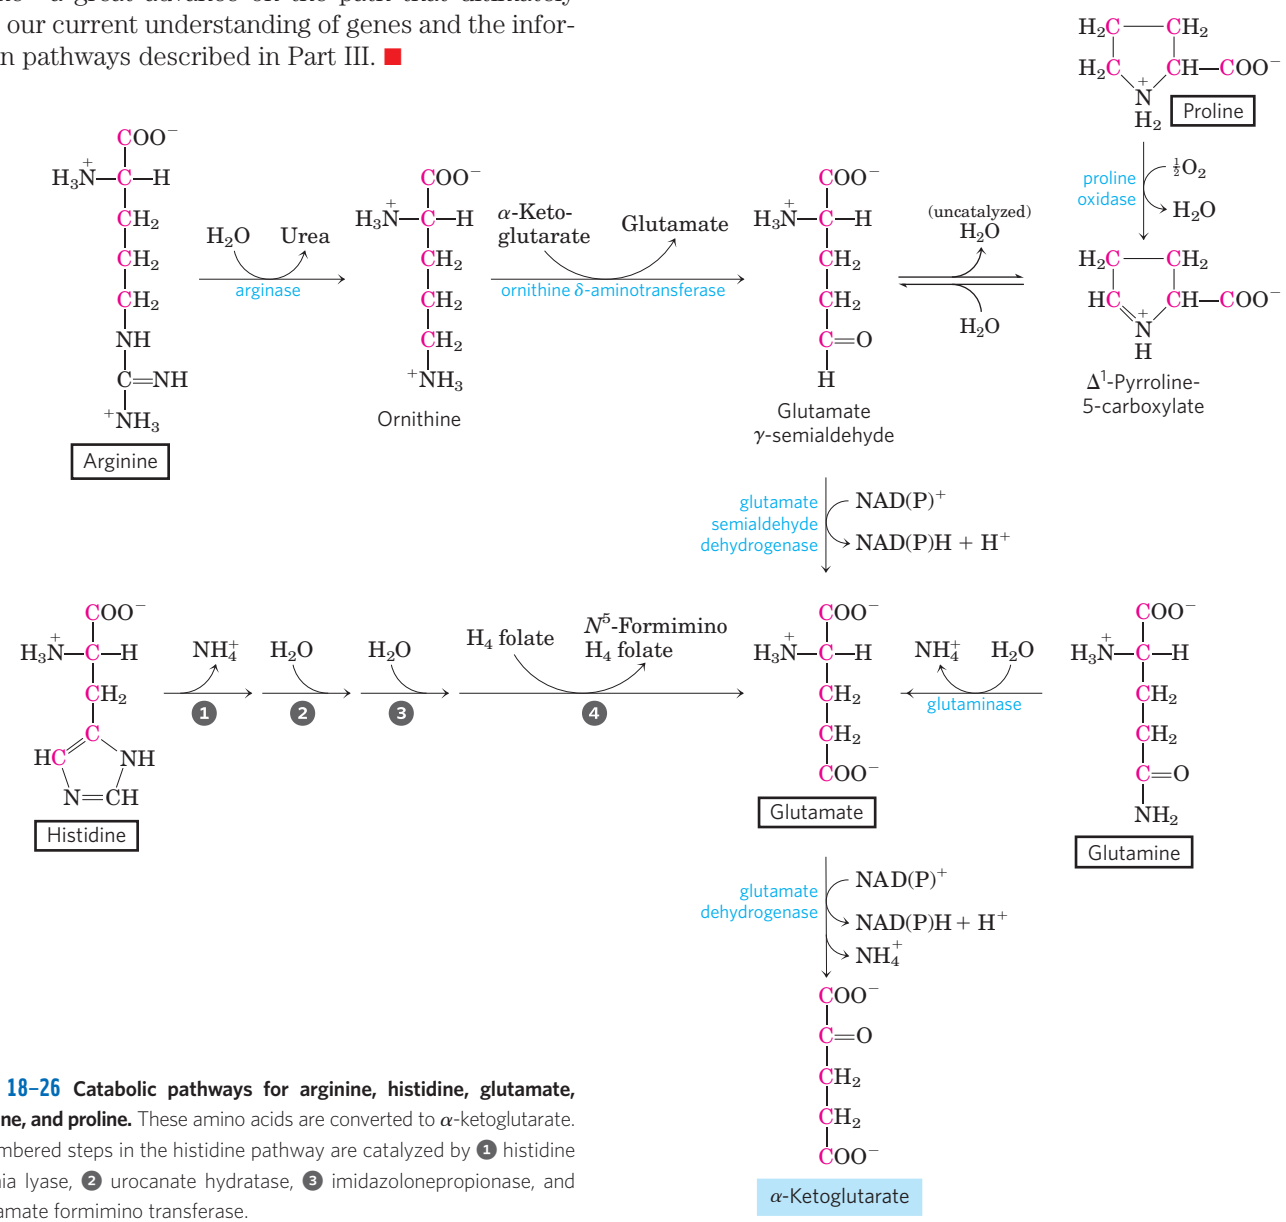 our current understanding of genes and the infor-
n pathways described in Part III.
H₂C CH₂
H₂C CH—COO⁻
N⁺
H₂
Proline
proline
oxidase
½O₂
H₂O
COO⁻
H₃N⁺—C—H
CH₂
CH₂
CH₂
NH
C=NH
⁺NH₃
Arginine
H₂O Urea
arginase
COO⁻
H₃N⁺—C—H
CH₂
CH₂
CH₂
⁺NH₃
Ornithine
α-Keto-
glutarate
Glutamate
ornithine δ-aminotransferase
COO⁻
H₃N⁺—C—H
CH₂
CH₂
C=O
H
Glutamate
γ-semialdehyde
(uncatalyzed)
H₂O
H₂O
H₂C CH₂
HC CH—COO⁻
N⁺
H
Δ¹-Pyrroline-
5-carboxylate
glutamate
semialdehyde
dehydrogenase
NAD(P)⁺
NAD(P)H + H⁺
COO⁻
H₃N⁺—C—H
CH₂
C
HC NH
N=CH
Histidine
NH₄⁺
1
H₂O
2
H₂O
3
H₄ folate
N⁵-Formimino
H₄ folate
4
COO⁻
H₃N⁺—C—H
CH₂
CH₂
COO⁻
Glutamate
NH₄⁺ H₂O
glutaminase
COO⁻
H₃N⁺—C—H
CH₂
CH₂
C=O
NH₂
Glutamine
glutamate
dehydrogenase
NAD(P)⁺
NAD(P)H + H⁺
NH₄⁺
COO⁻
C=O
CH₂
CH₂
COO⁻
α-Ketoglutarate
18–26 Catabolic pathways for arginine, histidine, glutamate,
ne, and proline. These amino acids are converted to α-ketoglutarate.
mbered steps in the histidine pathway are catalyzed by 1 histidine
nia lyase, 2 urocanate hydratase, 3 imidazolonepropionase, and
amate formimino transferase.